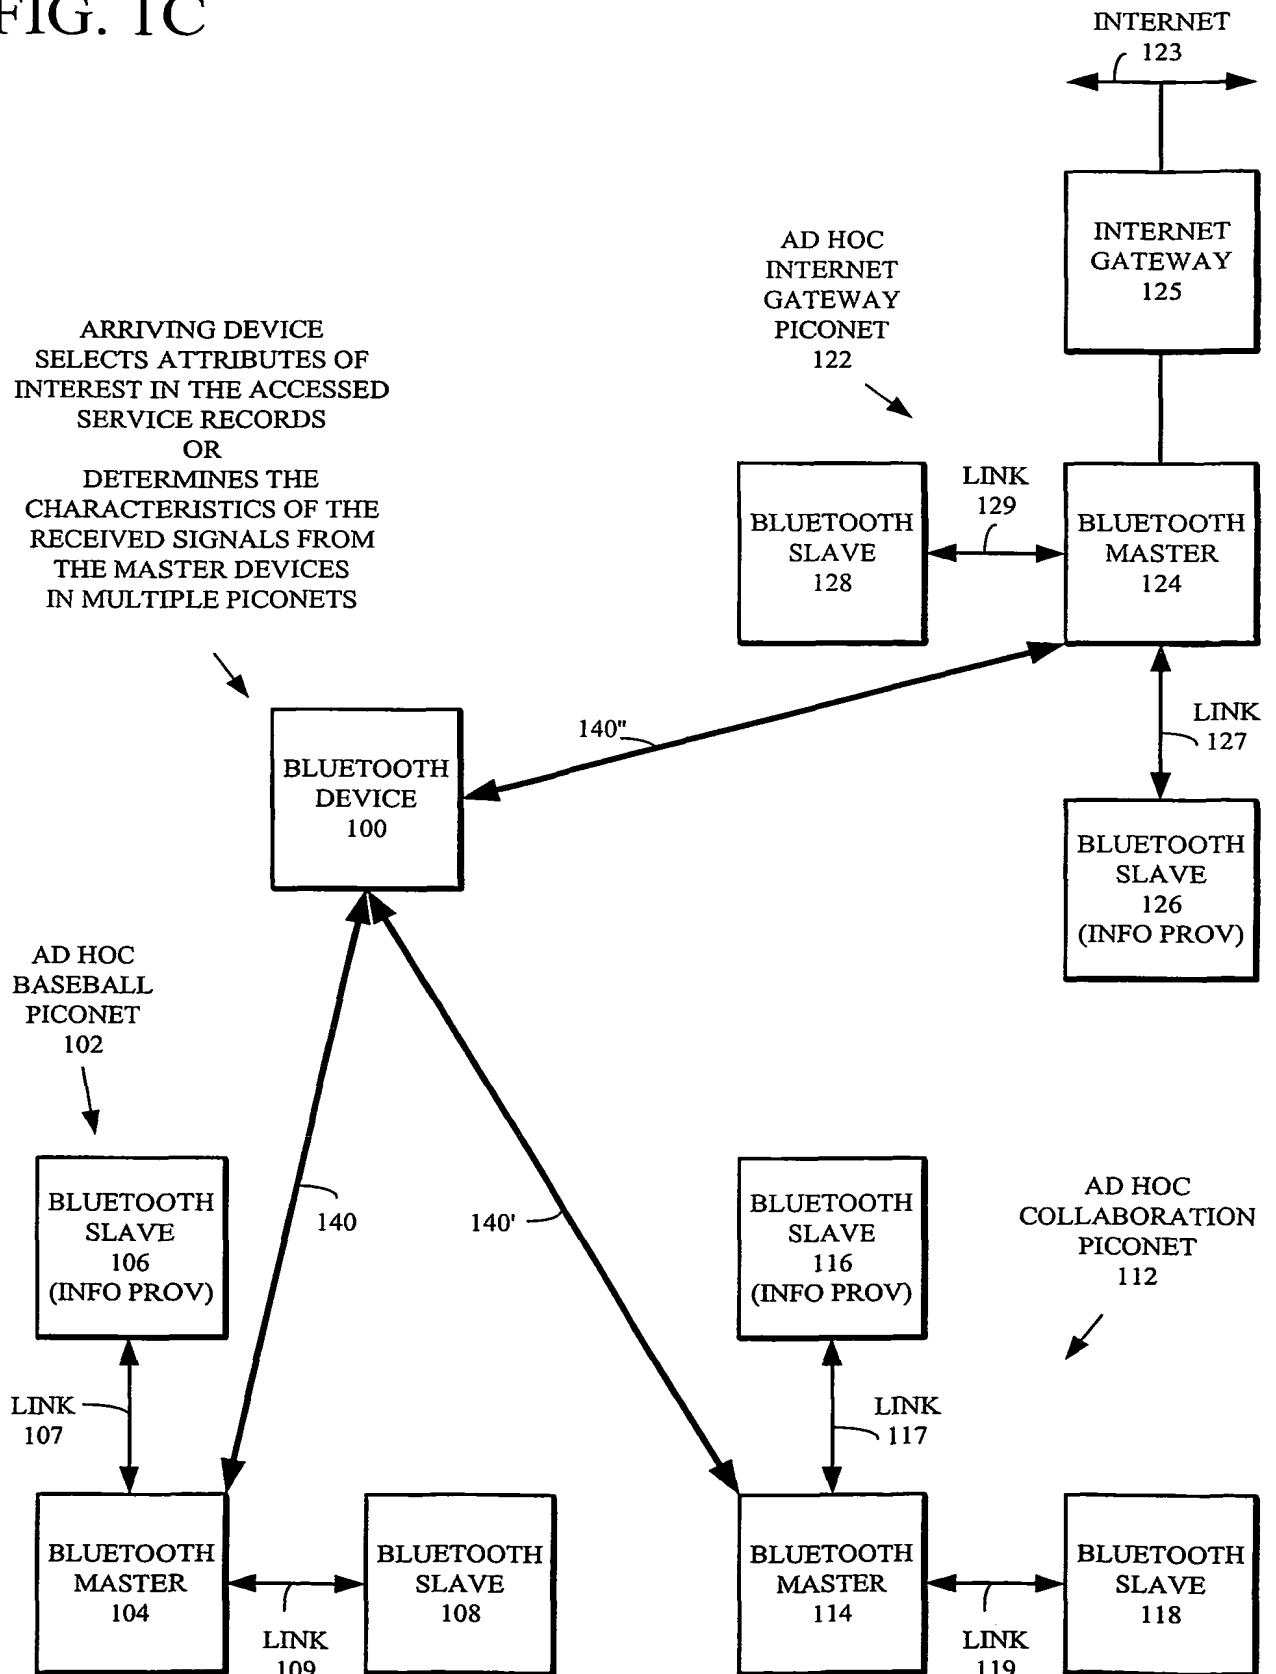 FIG. 1C
INTERNET
123
INTERNET
GATEWAY
125
AD HOC
INTERNET
GATEWAY
PICONET
122
ARRIVING DEVICE
SELECTS ATTRIBUTES OF
INTEREST IN THE ACCESSED
SERVICE RECORDS
OR
DETERMINES THE
CHARACTERISTICS OF THE
RECEIVED SIGNALS FROM
THE MASTER DEVICES
IN MULTIPLE PICONETS
BLUETOOTH
SLAVE
128
LINK
129
BLUETOOTH
MASTER
124
140"
LINK
127
BLUETOOTH
DEVICE
100
BLUETOOTH
SLAVE
126
(INFO PROV)
AD HOC
BASEBALL
PICONET
102
BLUETOOTH
SLAVE
106
(INFO PROV)
140
140'
BLUETOOTH
SLAVE
116
(INFO PROV)
AD HOC
COLLABORATION
PICONET
112
LINK
107
LINK
117
BLUETOOTH
MASTER
104
LINK
109
BLUETOOTH
SLAVE
108
BLUETOOTH
MASTER
114
LINK
119
BLUETOOTH
SLAVE
118